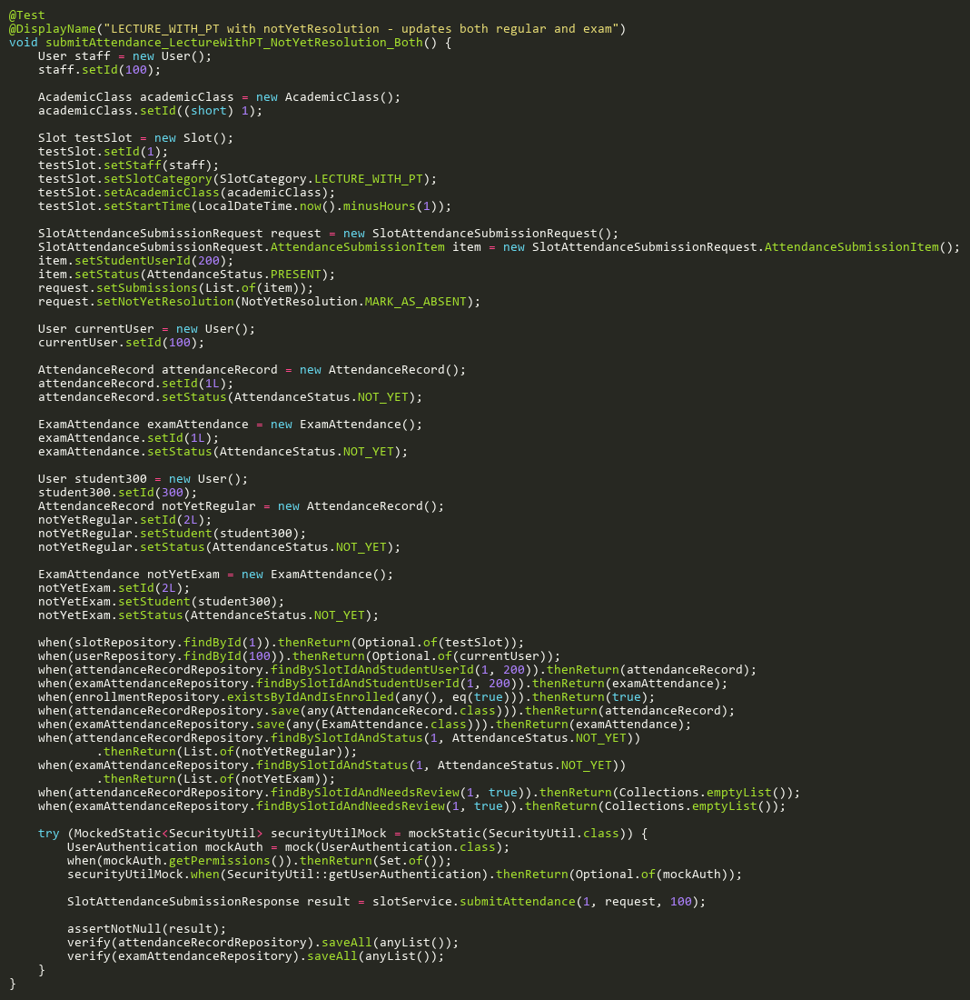 @Test
@DisplayName("LECTURE_WITH_PT with notYetResolution - updates both regular and exam")
void submitAttendance_LectureWithPT_NotYetResolution_Both() {
    User staff = new User();
    staff.setId(100);

    AcademicClass academicClass = new AcademicClass();
    academicClass.setId((short) 1);

    Slot testSlot = new Slot();
    testSlot.setId(1);
    testSlot.setStaff(staff);
    testSlot.setSlotCategory(SlotCategory.LECTURE_WITH_PT);
    testSlot.setAcademicClass(academicClass);
    testSlot.setStartTime(LocalDateTime.now().minusHours(1));

    SlotAttendanceSubmissionRequest request = new SlotAttendanceSubmissionRequest();
    SlotAttendanceSubmissionRequest.AttendanceSubmissionItem item = new SlotAttendanceSubmissionRequest.AttendanceSubmissionItem();
    item.setStudentUserId(200);
    item.setStatus(AttendanceStatus.PRESENT);
    request.setSubmissions(List.of(item));
    request.setNotYetResolution(NotYetResolution.MARK_AS_ABSENT);

    User currentUser = new User();
    currentUser.setId(100);

    AttendanceRecord attendanceRecord = new AttendanceRecord();
    attendanceRecord.setId(1L);
    attendanceRecord.setStatus(AttendanceStatus.NOT_YET);

    ExamAttendance examAttendance = new ExamAttendance();
    examAttendance.setId(1L);
    examAttendance.setStatus(AttendanceStatus.NOT_YET);

    User student300 = new User();
    student300.setId(300);
    AttendanceRecord notYetRegular = new AttendanceRecord();
    notYetRegular.setId(2L);
    notYetRegular.setStudent(student300);
    notYetRegular.setStatus(AttendanceStatus.NOT_YET);

    ExamAttendance notYetExam = new ExamAttendance();
    notYetExam.setId(2L);
    notYetExam.setStudent(student300);
    notYetExam.setStatus(AttendanceStatus.NOT_YET);

    when(slotRepository.findById(1)).thenReturn(Optional.of(testSlot));
    when(userRepository.findById(100)).thenReturn(Optional.of(currentUser));
    when(attendanceRecordRepository.findBySlotIdAndStudentUserId(1, 200)).thenReturn(attendanceRecord);
    when(examAttendanceRepository.findBySlotIdAndStudentUserId(1, 200)).thenReturn(examAttendance);
    when(enrollmentRepository.existsByIdAndIsEnrolled(any(), eq(true))).thenReturn(true);
    when(attendanceRecordRepository.save(any(AttendanceRecord.class))).thenReturn(attendanceRecord);
    when(examAttendanceRepository.save(any(ExamAttendance.class))).thenReturn(examAttendance);
    when(attendanceRecordRepository.findBySlotIdAndStatus(1, AttendanceStatus.NOT_YET))
            .thenReturn(List.of(notYetRegular));
    when(examAttendanceRepository.findBySlotIdAndStatus(1, AttendanceStatus.NOT_YET))
            .thenReturn(List.of(notYetExam));
    when(attendanceRecordRepository.findBySlotIdAndNeedsReview(1, true)).thenReturn(Collections.emptyList());
    when(examAttendanceRepository.findBySlotIdAndNeedsReview(1, true)).thenReturn(Collections.emptyList());

    try (MockedStatic<SecurityUtil> securityUtilMock = mockStatic(SecurityUtil.class)) {
        UserAuthentication mockAuth = mock(UserAuthentication.class);
        when(mockAuth.getPermissions()).thenReturn(Set.of());
        securityUtilMock.when(SecurityUtil::getUserAuthentication).thenReturn(Optional.of(mockAuth));

        SlotAttendanceSubmissionResponse result = slotService.submitAttendance(1, request, 100);

        assertNotNull(result);
        verify(attendanceRecordRepository).saveAll(anyList());
        verify(examAttendanceRepository).saveAll(anyList());
    }
}